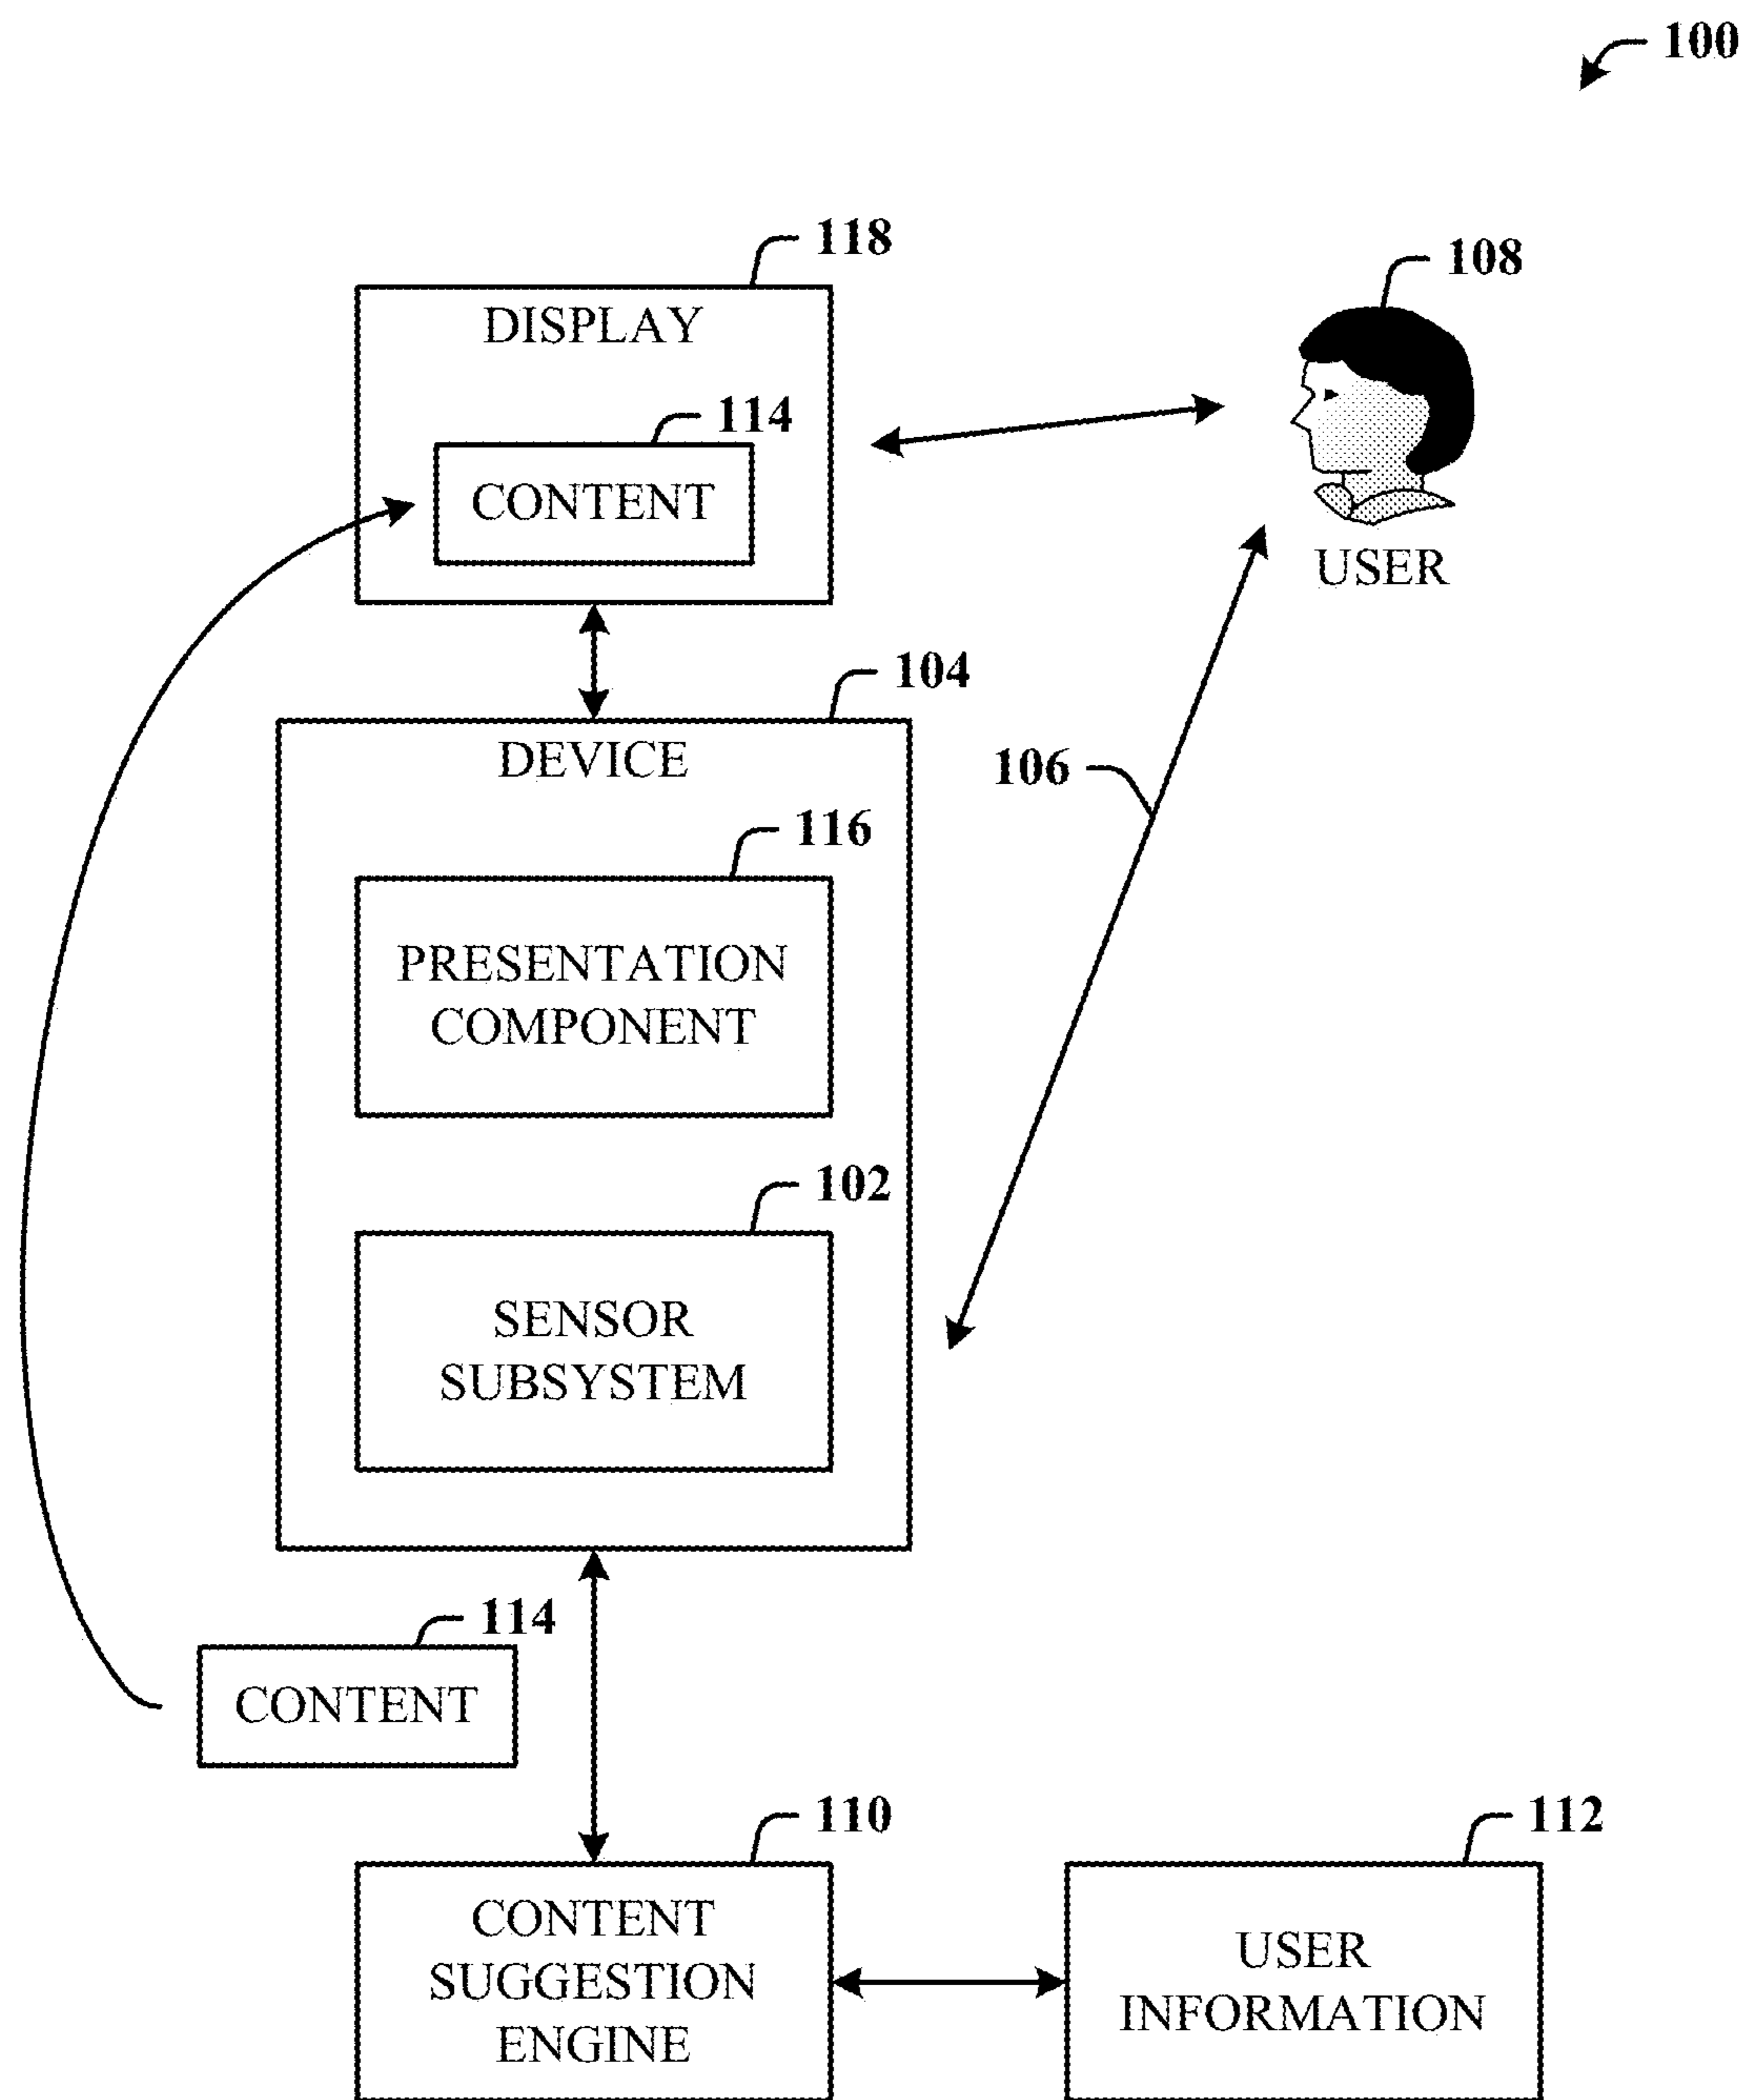 100
118
DISPLAY
108
114
CONTENT
USER
104
DEVICE
106
116
PRESENTATION
COMPONENT
102
SENSOR
SUBSYSTEM
114
CONTENT
110
112
CONTENT
SUGGESTION
ENGINE
USER
INFORMATION